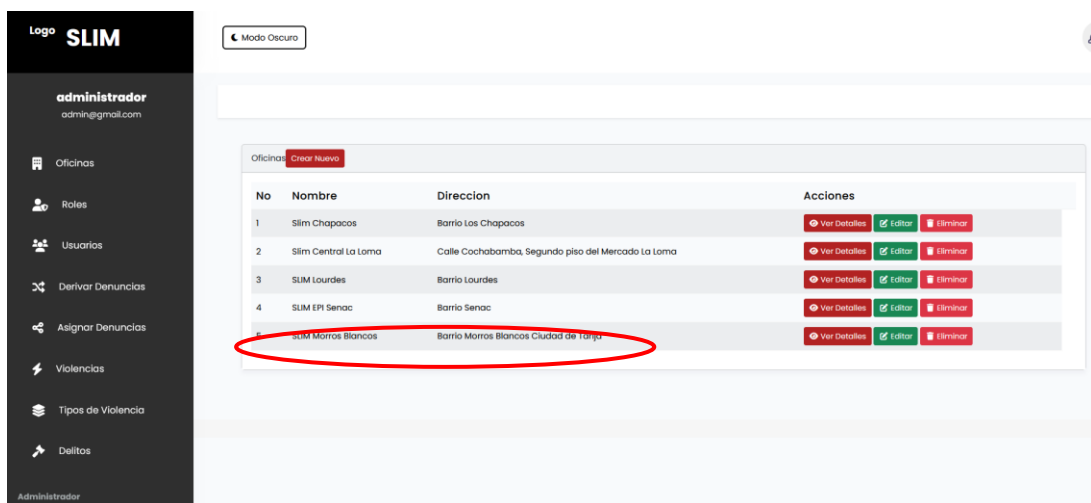 Logo SLIM
Modo Oscuro
administrador
admin@gmail.com
Oficinas
Roles
Usuarios
Derivar Denuncias
Asignar Denuncias
Violencias
Tipos de Violencia
Delitos
Administrador
Oficinas Crear Nuevo
No Nombre Direccion Acciones
1 Slim Chapacos Barrio Los Chapacos Ver Detalles Editar Eliminar
2 Slim Central La Loma Calle Cochabamba, Segundo piso del Mercado La Loma Ver Detalles Editar Eliminar
3 SLIM Lourdes Barrio Lourdes Ver Detalles Editar Eliminar
4 SLIM EPI Senac Barrio Senac Ver Detalles Editar Eliminar
5 SLIM Morros Blancos Barrio Morros Blancos Ciudad de Tarija Ver Detalles Editar Eliminar